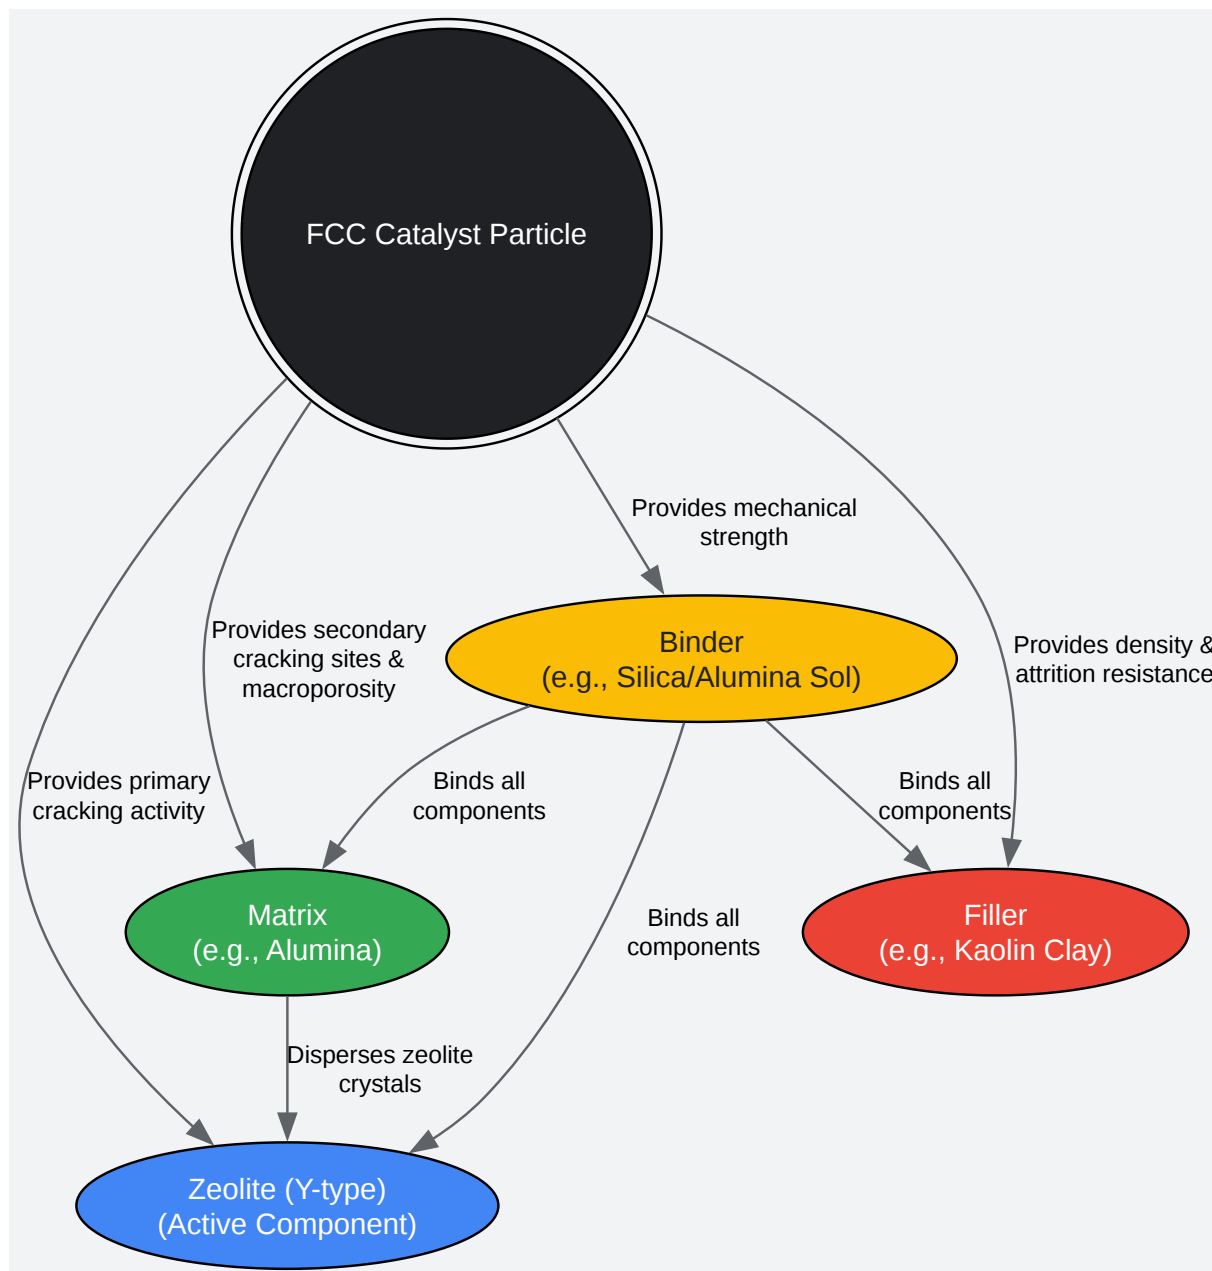 FCC Catalyst Particle
Provides mechanical
strength
Provides secondary
cracking sites &
macroporosity
Binder
(e.g., Silica/Alumina Sol)
Provides density &
attrition resistance
Provides primary
cracking activity
Binds all
components
Binds all
components
Matrix
(e.g., Alumina)
Binds all
components
Filler
(e.g., Kaolin Clay)
Disperses zeolite
crystals
Zeolite (Y-type)
(Active Component)